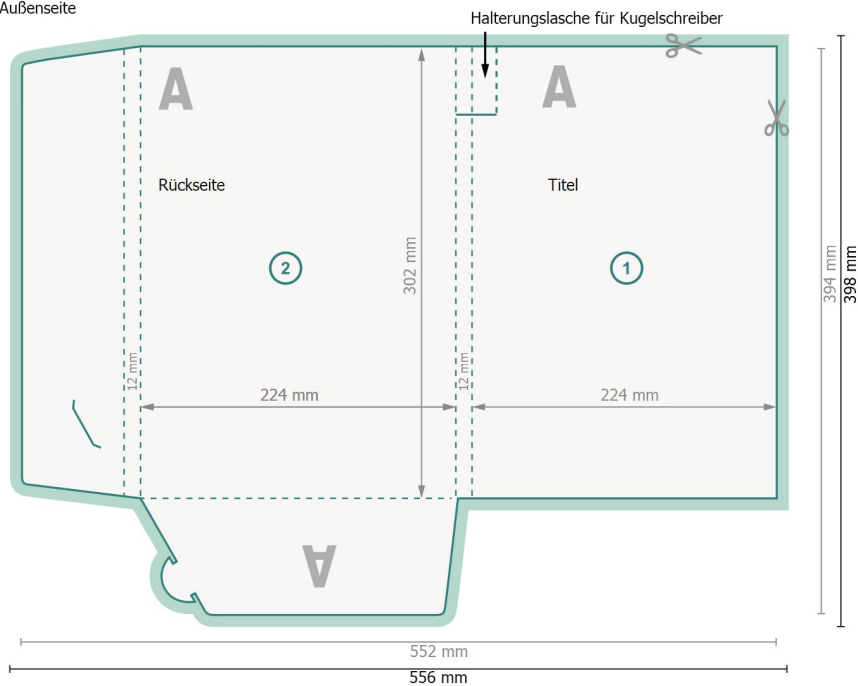 Außenseite
Halterungslasche für Kugelschreiber
A
A
Rückseite
Titel
2
302 mm
1
394 mm
398 mm
12 mm
224 mm
12 mm
224 mm
A
552 mm
556 mm